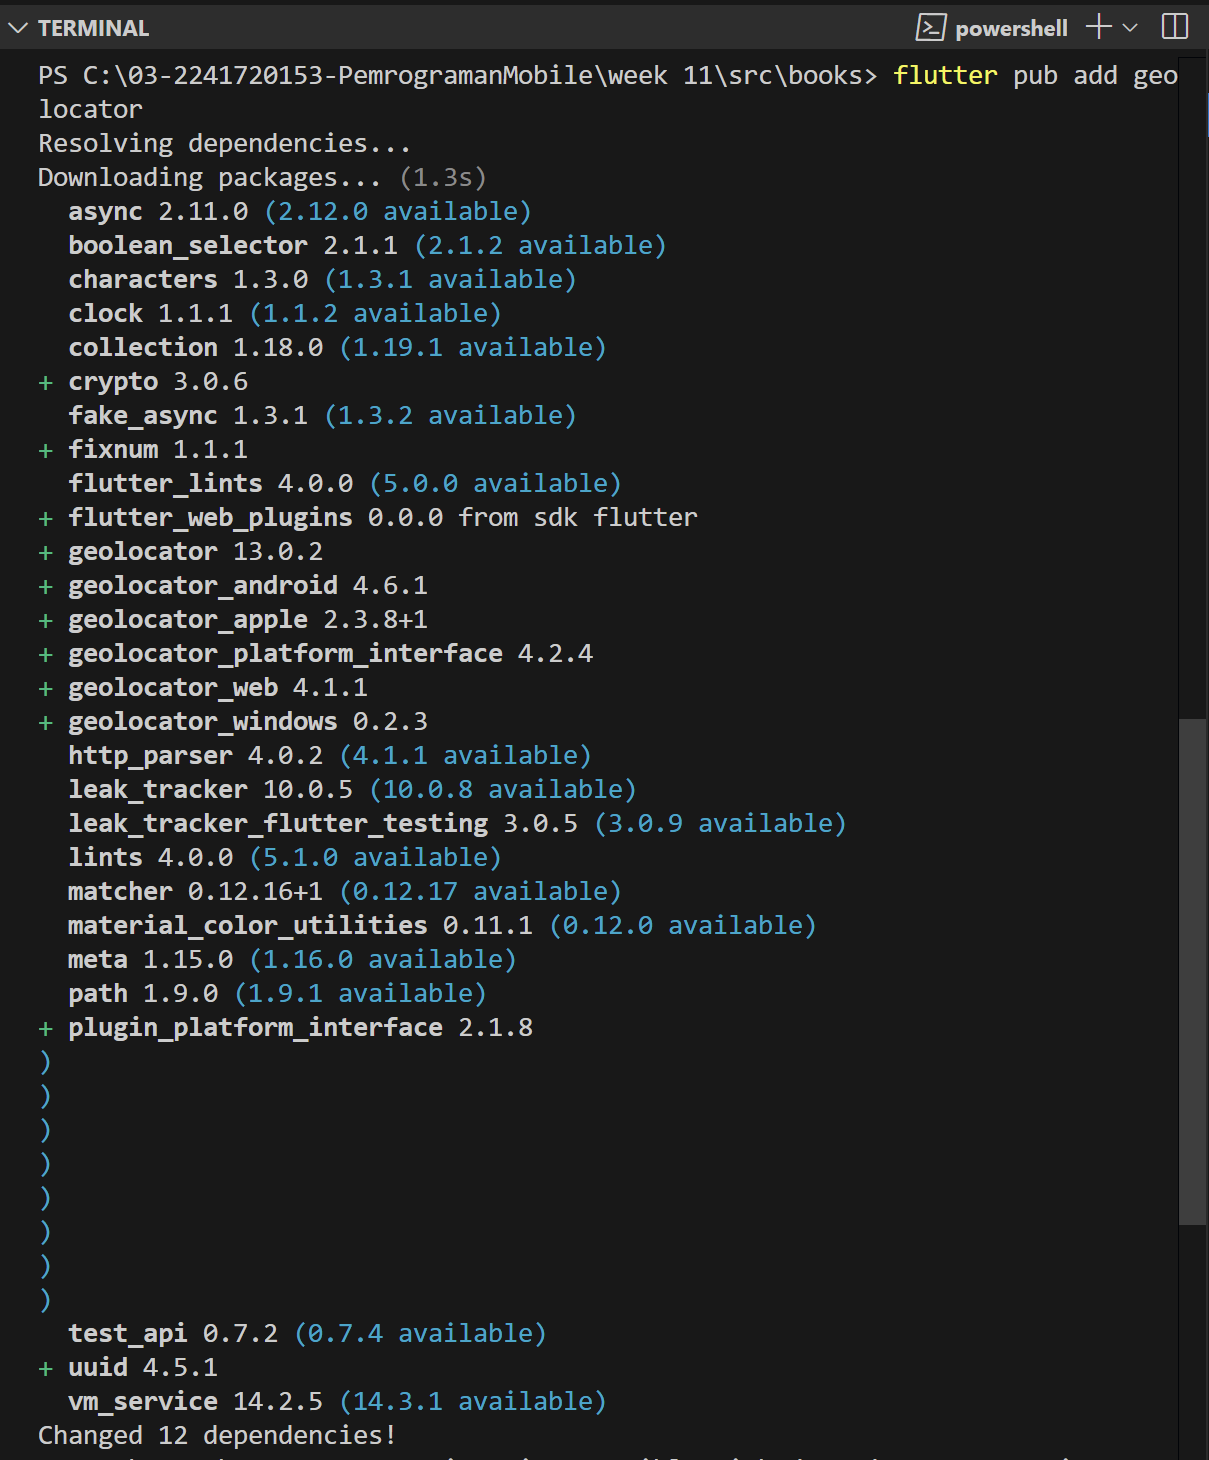 TERMINAL
powershell
PS C:\03-2241720153-PemrogramanMobile\week 11\src\books> flutter pub add geo
locator
Resolving dependencies...
Downloading packages... (1.3s)
  async 2.11.0 (2.12.0 available)
  boolean_selector 2.1.1 (2.1.2 available)
  characters 1.3.0 (1.3.1 available)
  clock 1.1.1 (1.1.2 available)
  collection 1.18.0 (1.19.1 available)
+ crypto 3.0.6
  fake_async 1.3.1 (1.3.2 available)
+ fixnum 1.1.1
  flutter_lints 4.0.0 (5.0.0 available)
+ flutter_web_plugins 0.0.0 from sdk flutter
+ geolocator 13.0.2
+ geolocator_android 4.6.1
+ geolocator_apple 2.3.8+1
+ geolocator_platform_interface 4.2.4
+ geolocator_web 4.1.1
+ geolocator_windows 0.2.3
  http_parser 4.0.2 (4.1.1 available)
  leak_tracker 10.0.5 (10.0.8 available)
  leak_tracker_flutter_testing 3.0.5 (3.0.9 available)
  lints 4.0.0 (5.1.0 available)
  matcher 0.12.16+1 (0.12.17 available)
  material_color_utilities 0.11.1 (0.12.0 available)
  meta 1.15.0 (1.16.0 available)
  path 1.9.0 (1.9.1 available)
+ plugin_platform_interface 2.1.8
)
)
)
)
)
)
)
)
  test_api 0.7.2 (0.7.4 available)
+ uuid 4.5.1
  vm_service 14.2.5 (14.3.1 available)
Changed 12 dependencies!